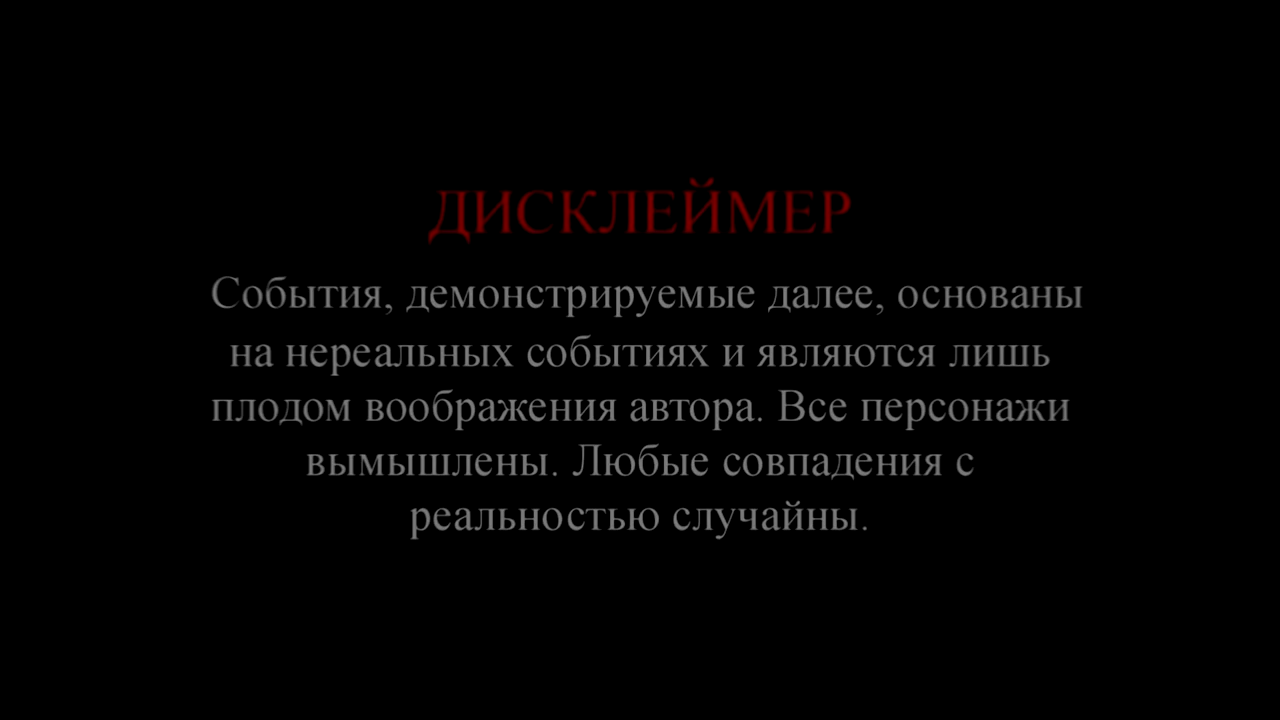 ДИСКЛЕЙМЕР
События, демонстрируемые далее, основаны
на нереальных событиях и являются лишь
плодом воображения автора. Все персонажи
вымышлены. Любые совпадения с
реальностью случайны.